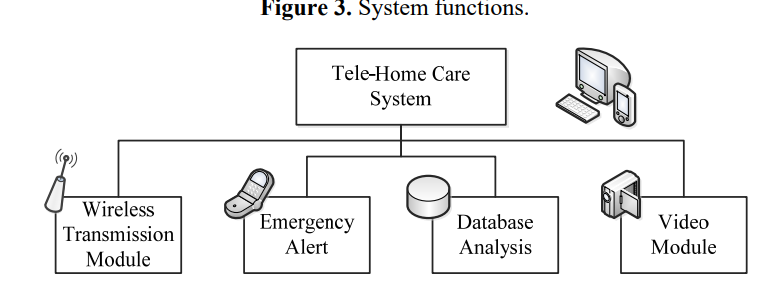 Figure 3. System functions.
Tele-Home Care
System
Wireless
Transmission
Module
Emergency
Alert
Database
Analysis
Video
Module